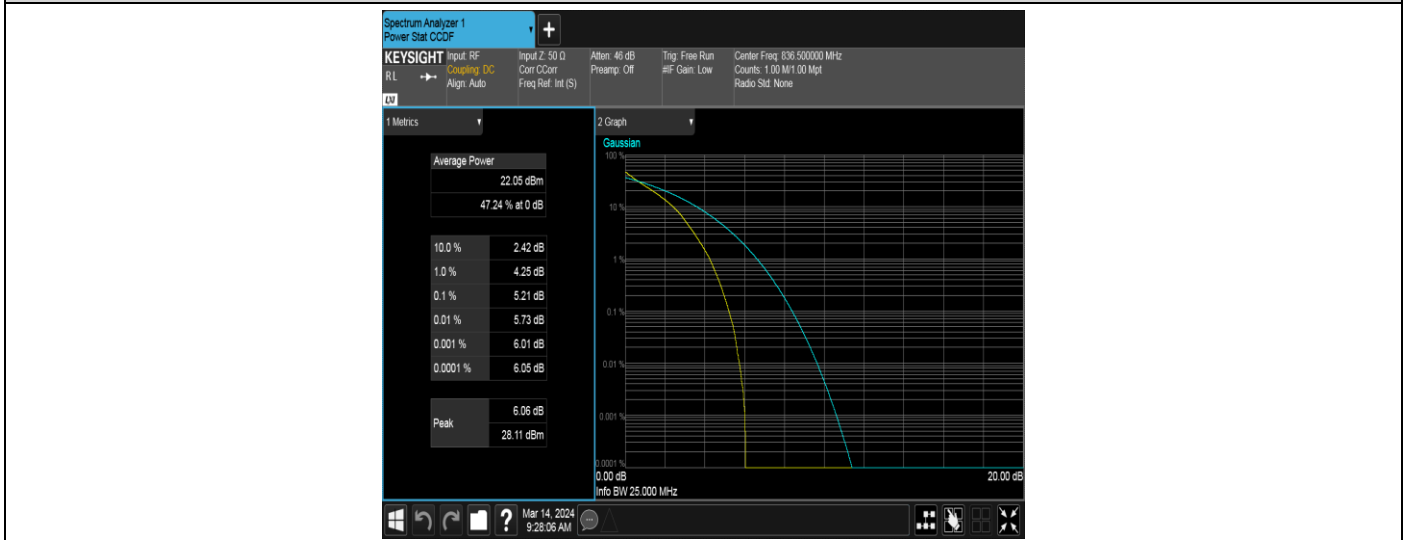 Spectrum Analyzer 1
Power Stat CCDF
+
KEYSIGHT
RL
LXI
Input: RF
Coupling: DC
Align: Auto
Input Z: 50 Ω
Corr CCorr
Freq Ref: Int (S)
Atten: 46 dB
Preamp: Off
Trig: Free Run
#IF Gain: Low
Center Freq: 836.500000 MHz
Counts: 1.00 M/1.00 Mpt
Radio Std: None
1 Metrics
Average Power
22.05 dBm
47.24 % at 0 dB
10.0 % 2.42 dB
1.0 % 4.25 dB
0.1 % 5.21 dB
0.01 % 5.73 dB
0.001 % 6.01 dB
0.0001 % 6.05 dB
Peak
6.06 dB
28.11 dBm
2 Graph
Gaussian
100 %
10 %
1 %
0.1 %
0.01 %
0.001 %
0.0001 %
0.00 dB 20.00 dB
Info BW 25.000 MHz
?
Mar 14, 2024
9:28:06 AM